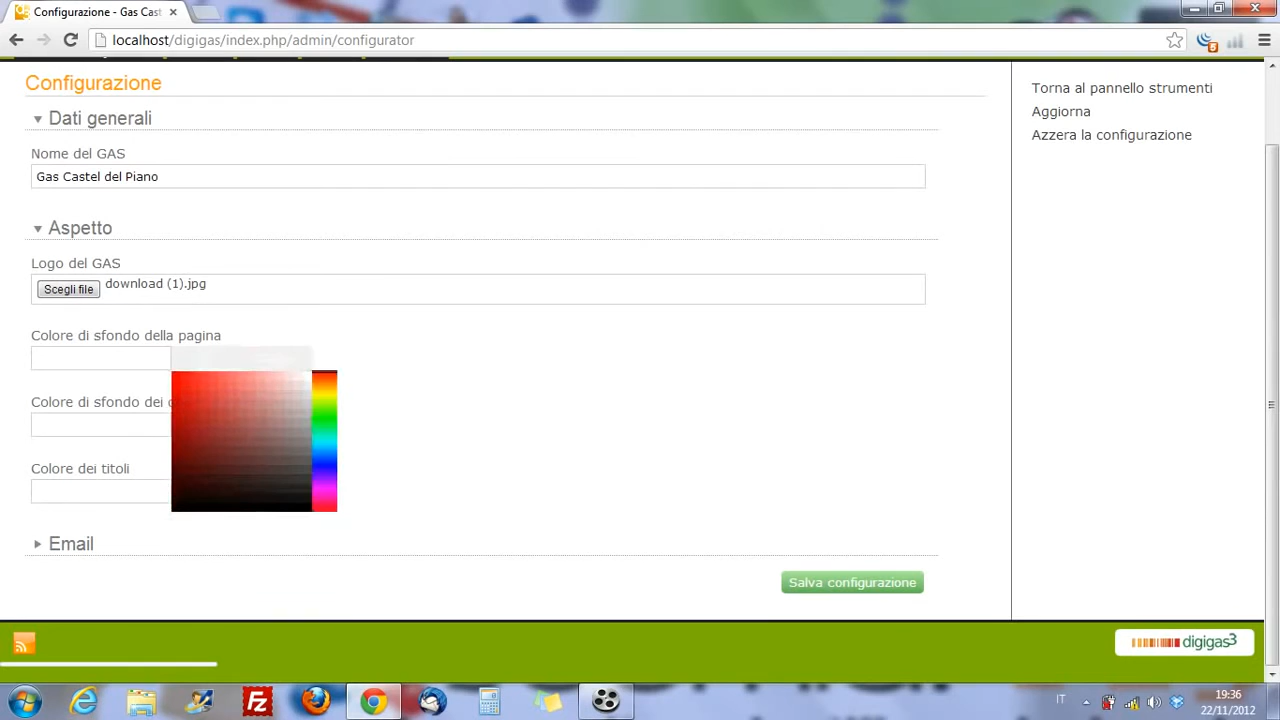 Configurazione - Gas Cast
localhost/digigas/index.php/admin/configurator
5
Configurazione
Torna al pannello strumenti
Aggiorna
Azzera la configurazione
Dati generali
Nome del GAS
Gas Castel del Piano
Aspetto
Logo del GAS
Scegli file
download (1).jpg
Colore di sfondo della pagina
Colore di sfondo dei
Colore dei titoli
Email
Salva configurazione
digigas3
Fz
IT
19:36
22/11/2012